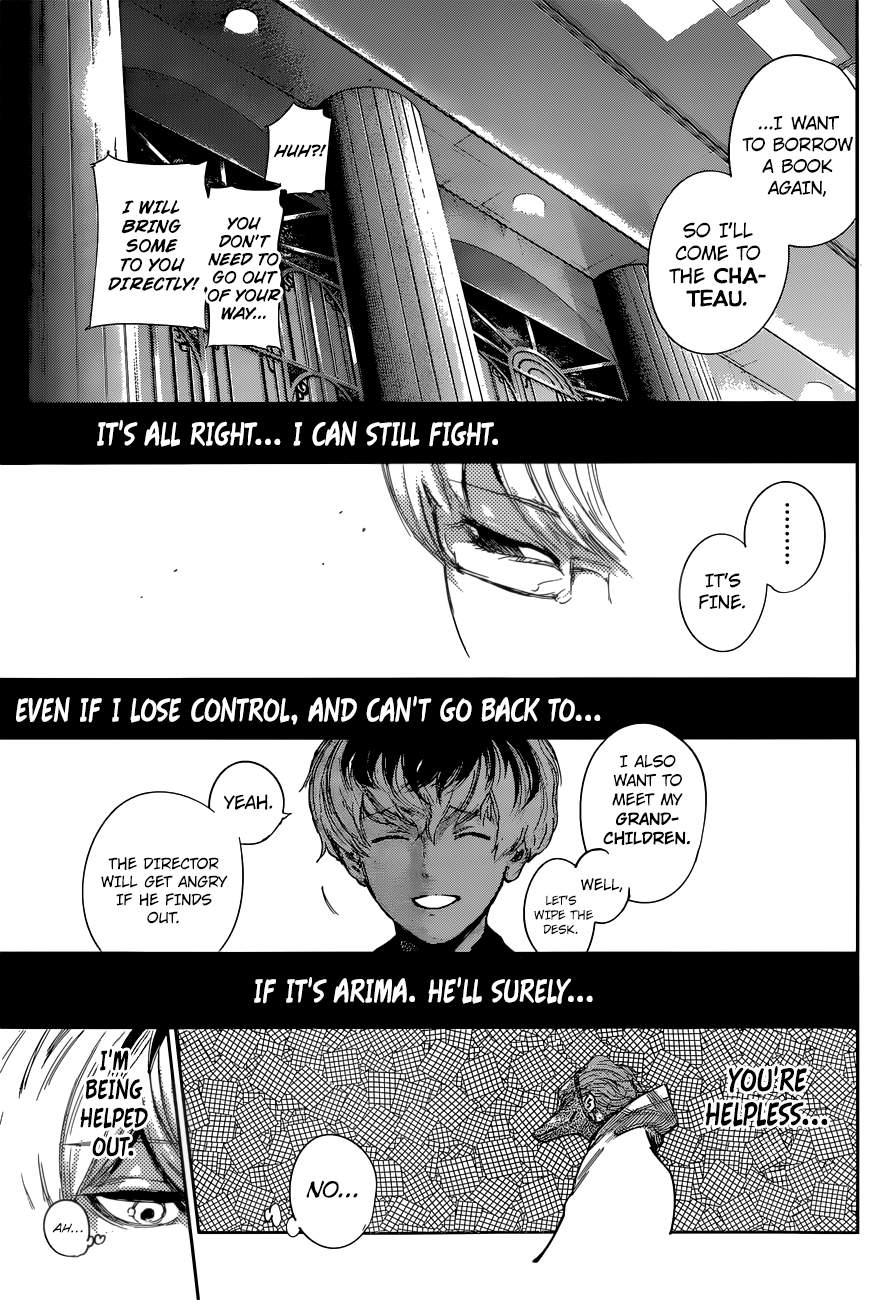 ...I WANT
TO BORROW
A BOOK
AGAIN,
SO I'LL
COME TO
THE CHA-
TEAU.
HUH?!
YOU
DON'T
NEED TO
GO OUT
OF YOUR
WAY...
I WILL
BRING
SOME
TO YOU
DIRECTLY!
IT'S ALL RIGHT... I CAN STILL FIGHT.
........
IT'S
FINE.
EVEN IF I LOSE CONTROL, AND CAN'T GO BACK TO...
I ALSO
WANT TO
MEET MY
GRAND-
CHILDREN.
WELL,
LET'S
WIPE THE
DESK.
YEAH.
THE DIRECTOR
WILL GET ANGRY
IF HE FINDS
OUT.
IF IT'S ARIMA. HE'LL SURELY...
YOU'RE
HELPLESS...
NO...
I'M
BEING
HELPED
OUT.
AH...